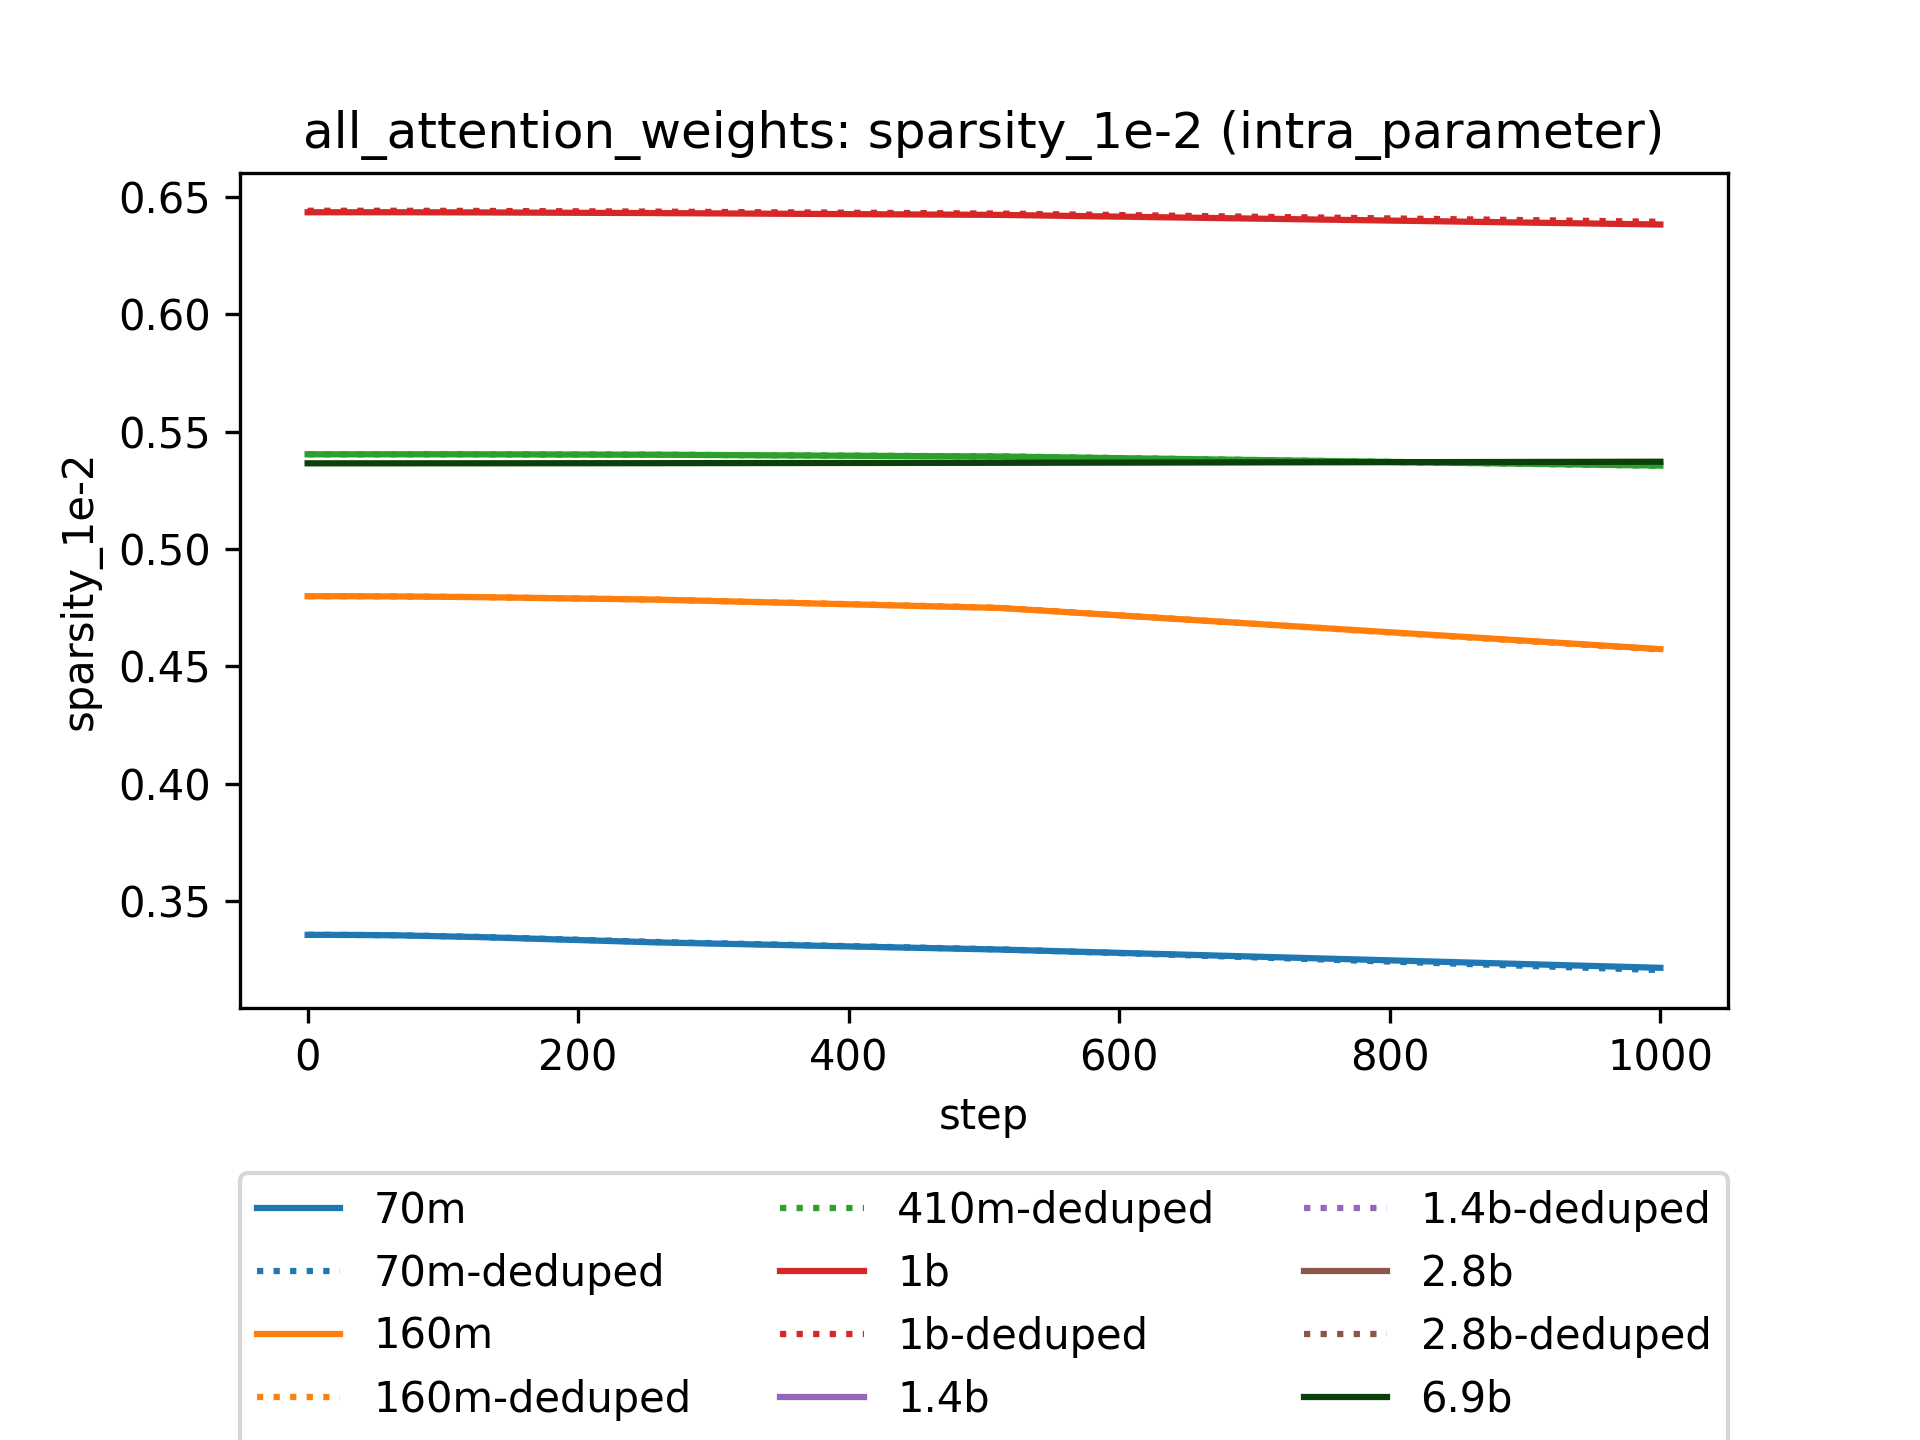 all_attention_weights: sparsity_1e-2 (intra_parameter)
sparsity_1e-2
0.65
0.60
0.55
0.50
0.45
0.40
0.35
0 200 400 600 800 1000
step
70m
70m-deduped
160m
160m-deduped
410m-deduped
1b
1b-deduped
1.4b
1.4b-deduped
2.8b
2.8b-deduped
6.9b